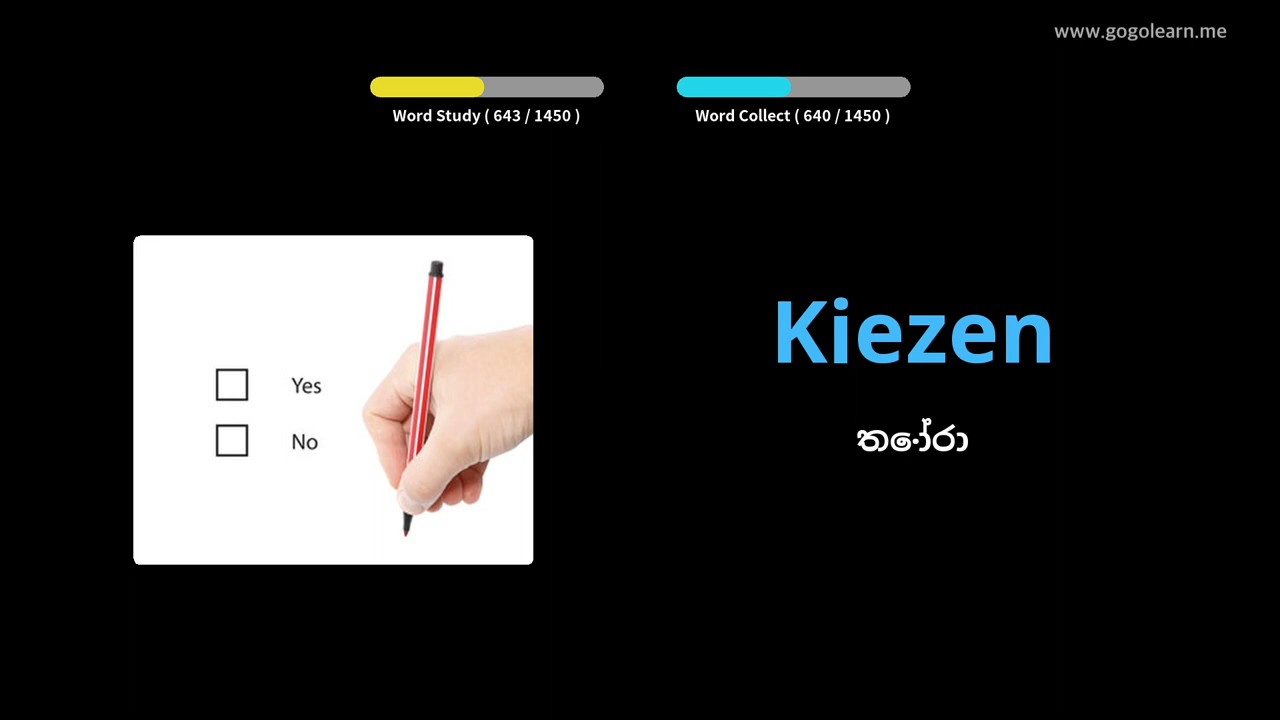 www.gogolearn.me
Word Study ( 643 / 1450 )
Word Collect ( 640 / 1450 )
Yes
No
Kiezen
තෝරා